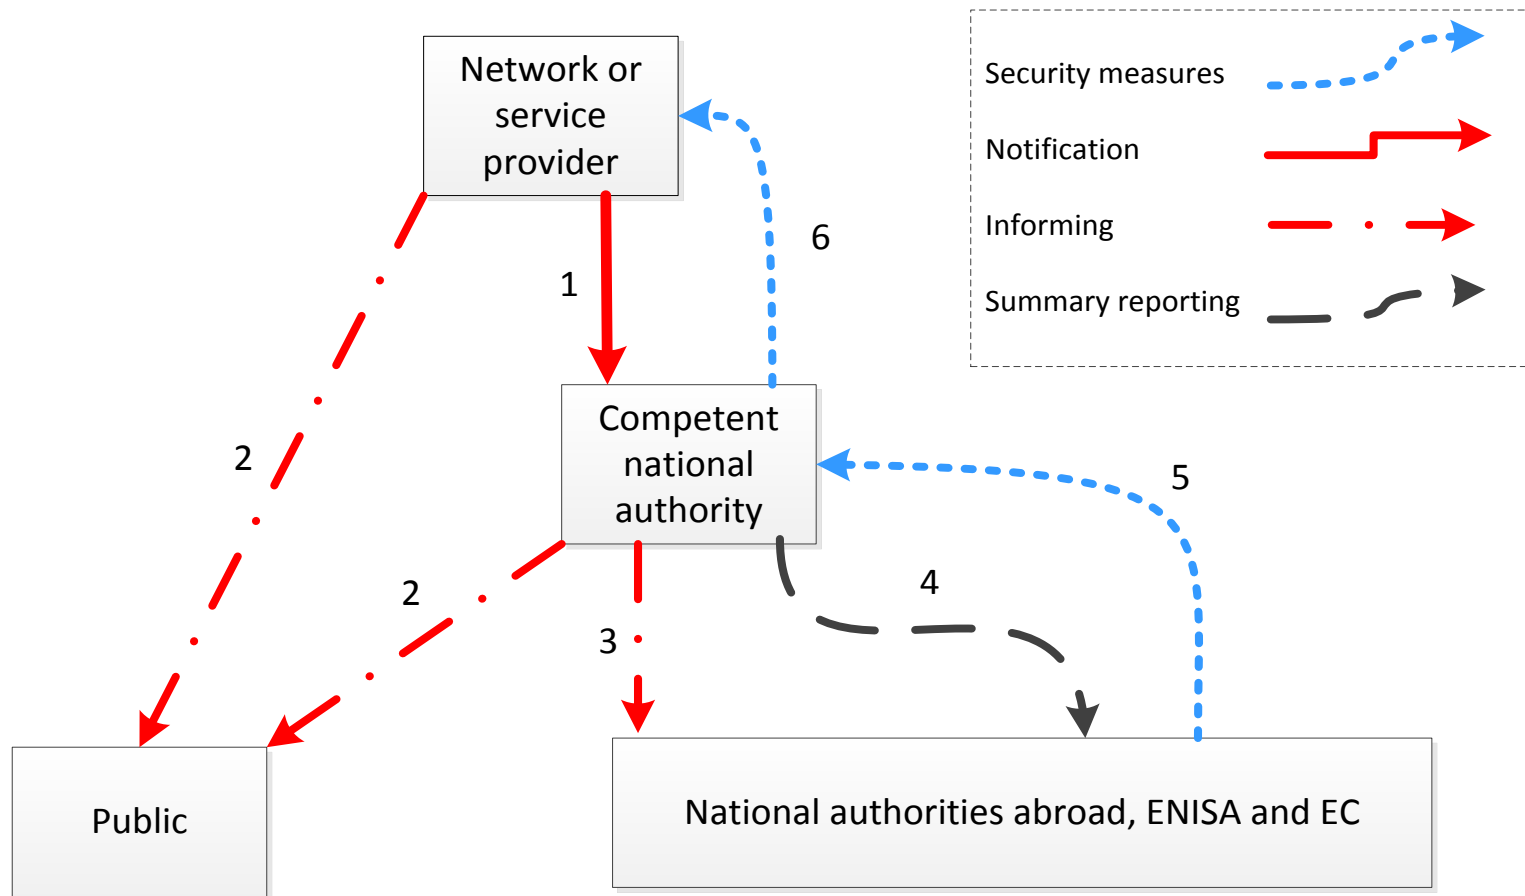 Network or
service
provider
Security measures
Notification
Informing
Summary reporting
6
1
Competent
national
authority
2
5
2
4
3
Public
National authorities abroad, ENISA and EC